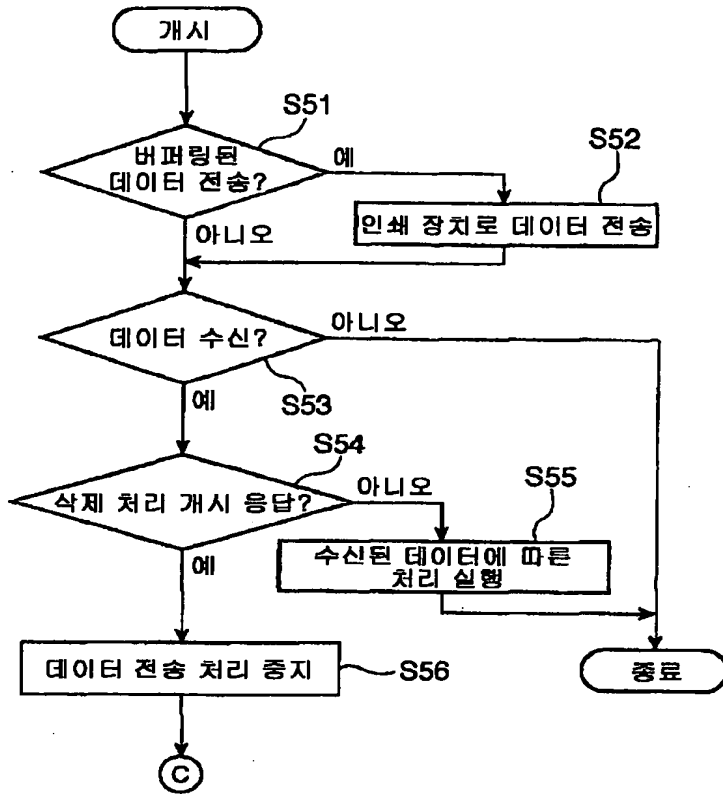 개시
S51
버퍼링된
데이터 전송?
예
S52
인쇄 장치로 데이터 전송
아니오
데이터 수신?
아니오
S53
예
S54
삭제 처리 개시 응답?
아니오
S55
수신된 데이터에 따른
처리 실행
예
데이터 전송 처리 중지
S56
종료
C